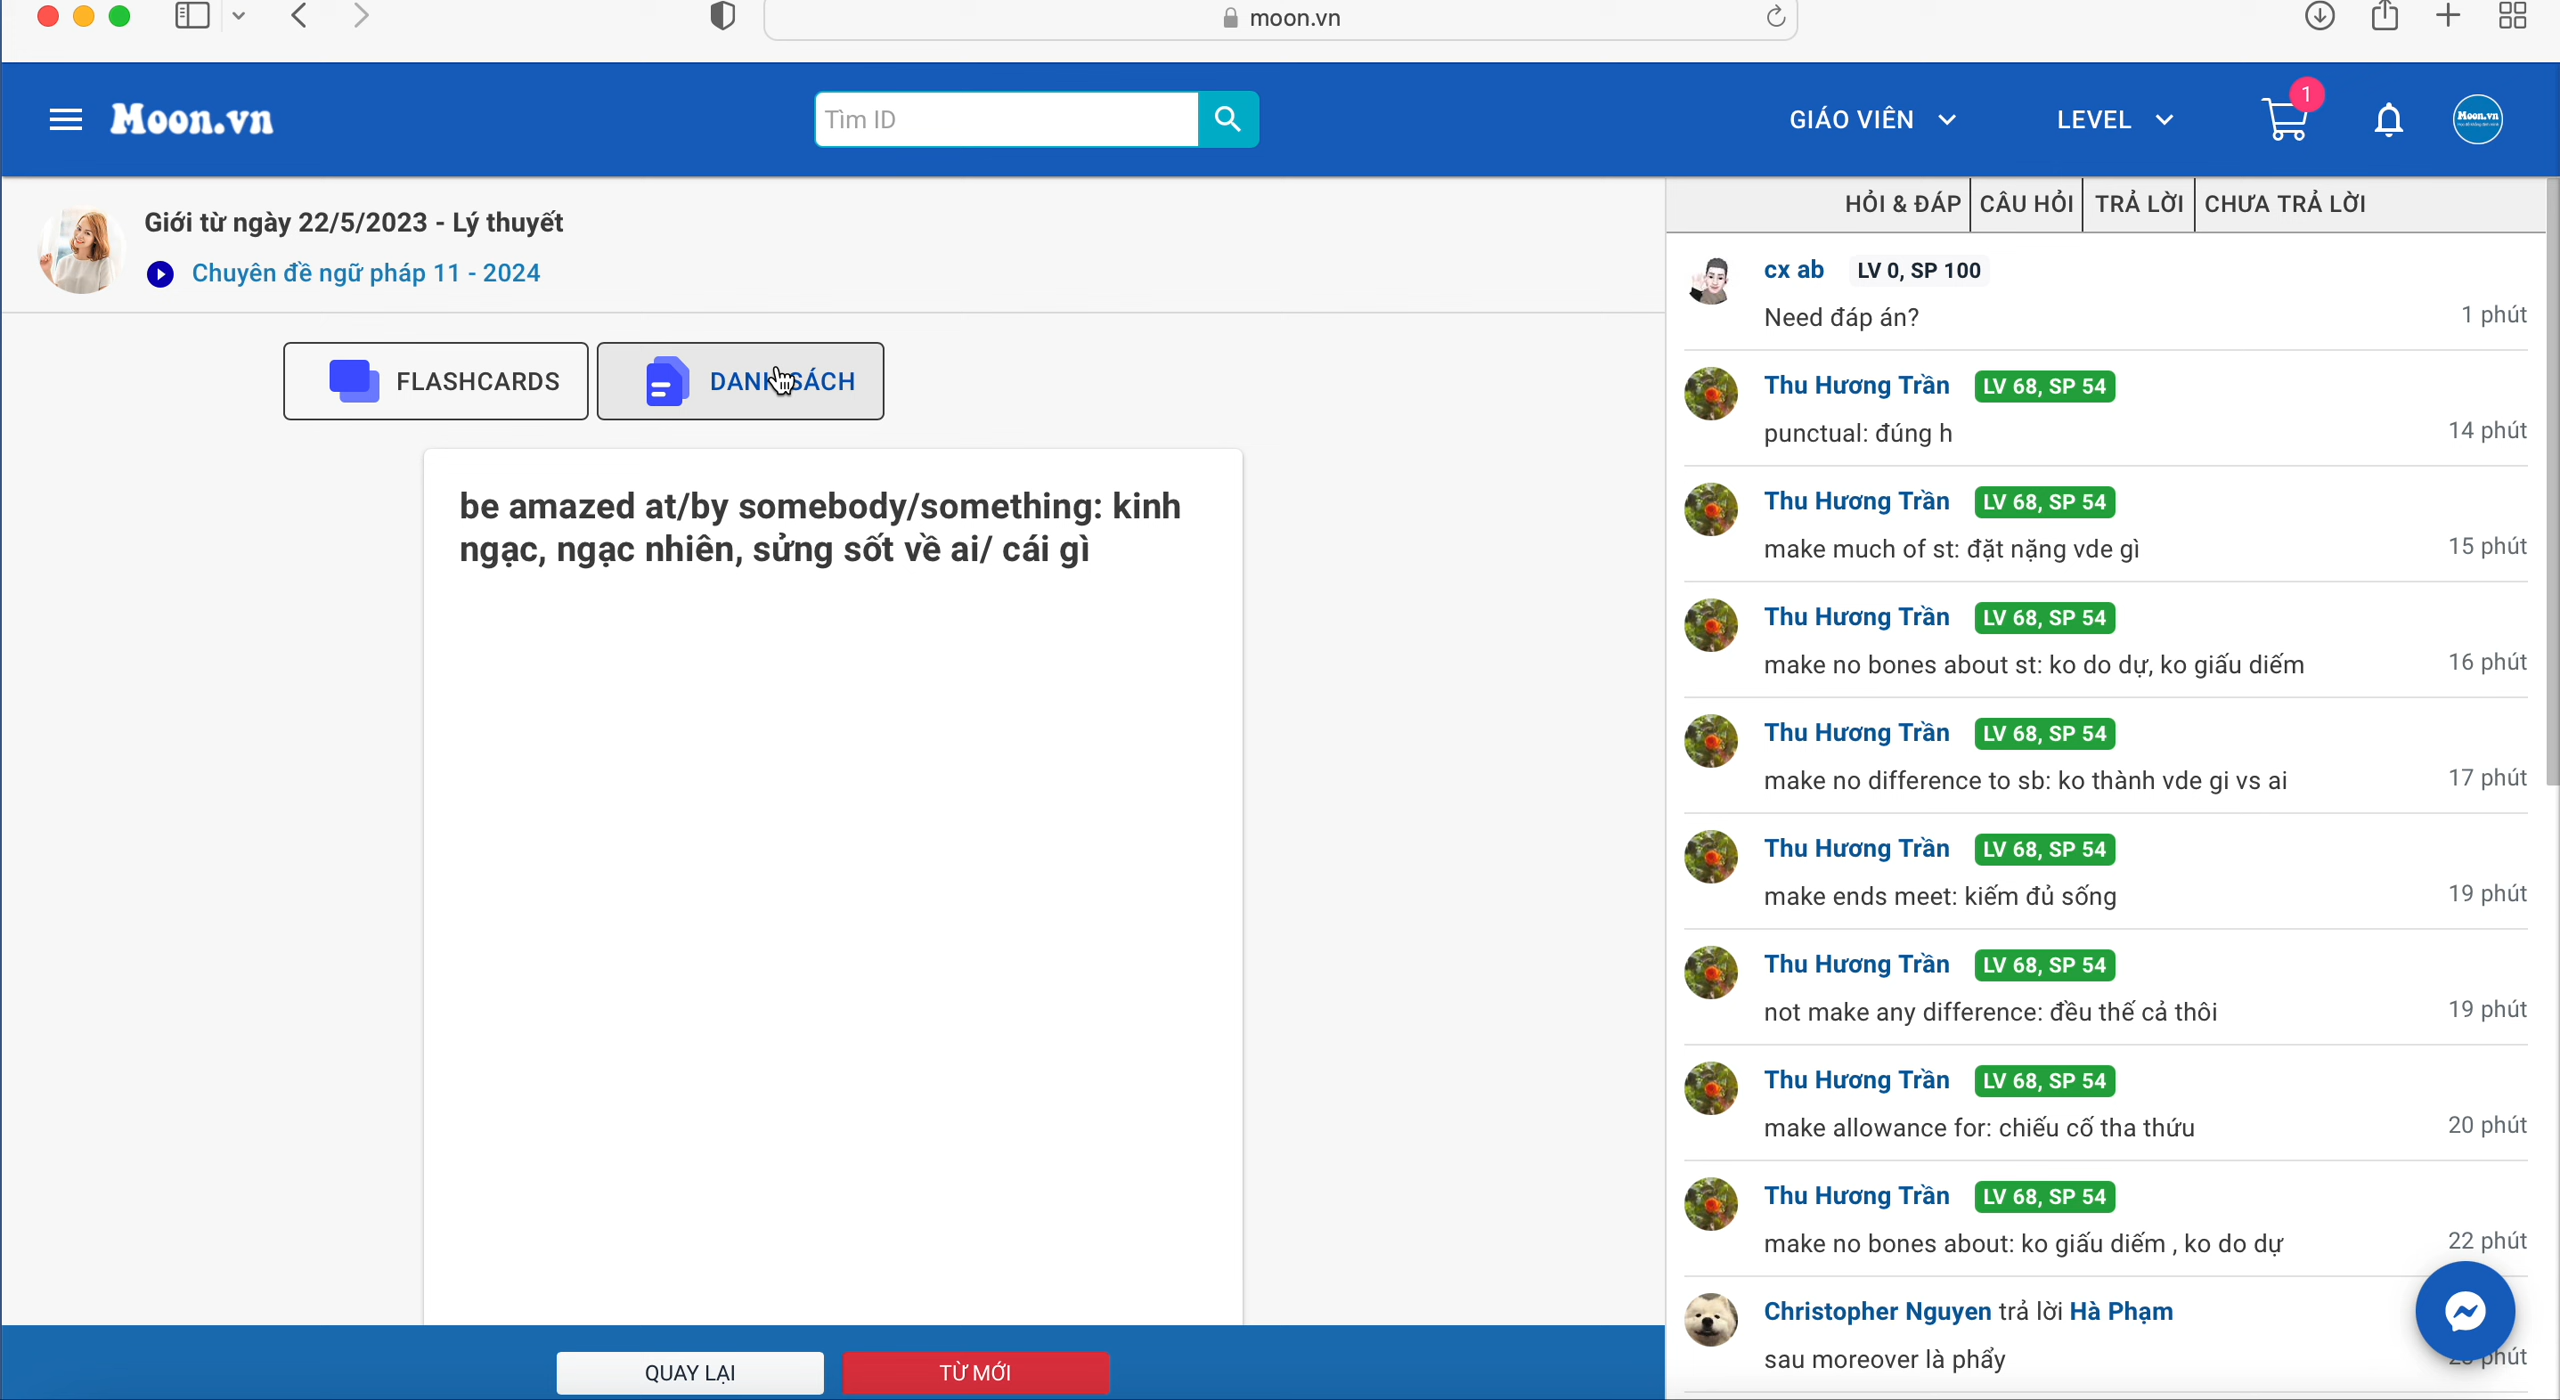 moon.vn
Moon.vn
Tìm ID
GIÁO VIÊN
LEVEL
1
Moon.vn
Giới từ ngày 22/5/2023 - Lý thuyết
Chuyên đề ngữ pháp 11 - 2024
FLASHCARDS
DANH SÁCH
be amazed at/by somebody/something: kinh
ngạc, ngạc nhiên, sửng sốt về ai/ cái gì
QUAY LẠI
TỪ MỚI
HỎI & ĐÁP
CÂU HỎI
TRẢ LỜI
CHƯA TRẢ LỜI
cx ab LV 0, SP 100
Need đáp án?
1 phút
Thu Hương Trần LV 68, SP 54
punctual: đúng h
14 phút
Thu Hương Trần LV 68, SP 54
make much of st: đặt nặng vde gì
15 phút
Thu Hương Trần LV 68, SP 54
make no bones about st: ko do dự, ko giấu diếm
16 phút
Thu Hương Trần LV 68, SP 54
make no difference to sb: ko thành vde gi vs ai
17 phút
Thu Hương Trần LV 68, SP 54
make ends meet: kiếm đủ sống
19 phút
Thu Hương Trần LV 68, SP 54
not make any difference: đều thế cả thôi
19 phút
Thu Hương Trần LV 68, SP 54
make allowance for: chiếu cố tha thứu
20 phút
Thu Hương Trần LV 68, SP 54
make no bones about: ko giấu diếm , ko do dự
22 phút
Christopher Nguyen trả lời Hà Phạm
sau moreover là phẩy
phút